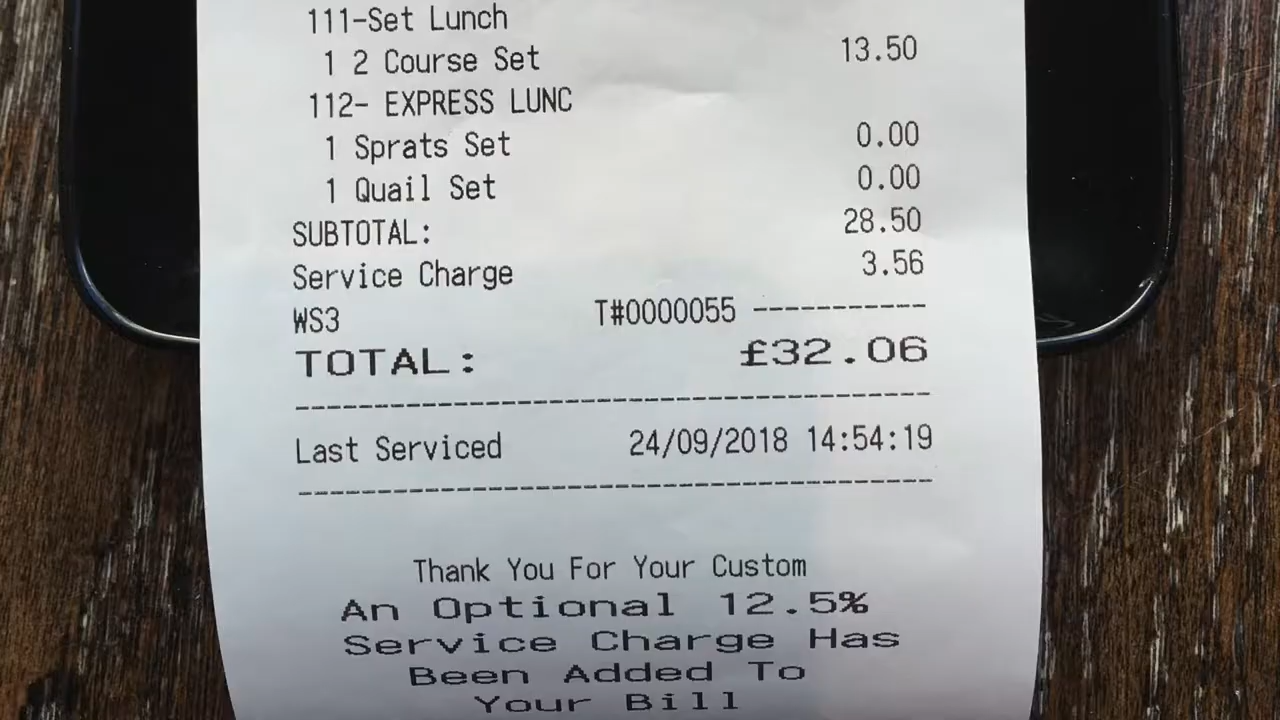 111-Set Lunch
1 2 Course Set 13.50
112- EXPRESS LUNC
1 Sprats Set 0.00
1 Quail Set 0.00
SUBTOTAL: 28.50
Service Charge 3.56
WS3 T#0000055 -----------
TOTAL: £32.06
Last Serviced 24/09/2018 14:54:19
Thank You For Your Custom
An Optional 12.5%
Service Charge Has
Been Added To
Your Bill